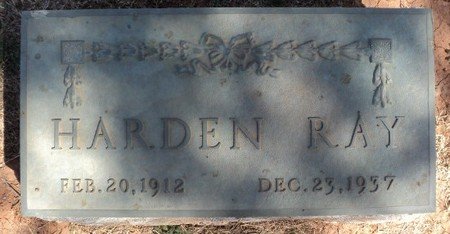 HARDEN RAY
FEB. 20, 1912 DEC. 23, 1937